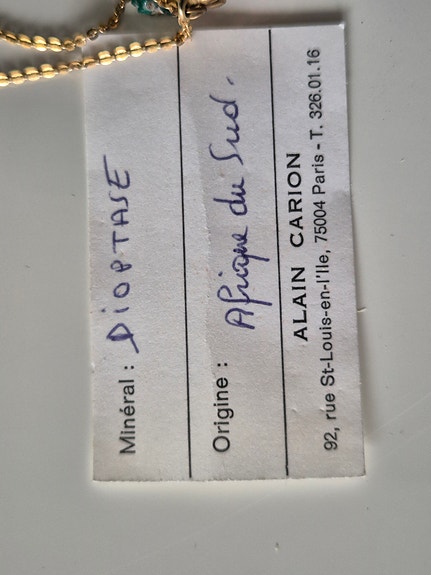 Minéral : DIOPTASE
Origine : Afrique du Sud.
ALAIN CARION
92, rue St-Louis-en-l'Ile, 75004 Paris - T. 326.01.16